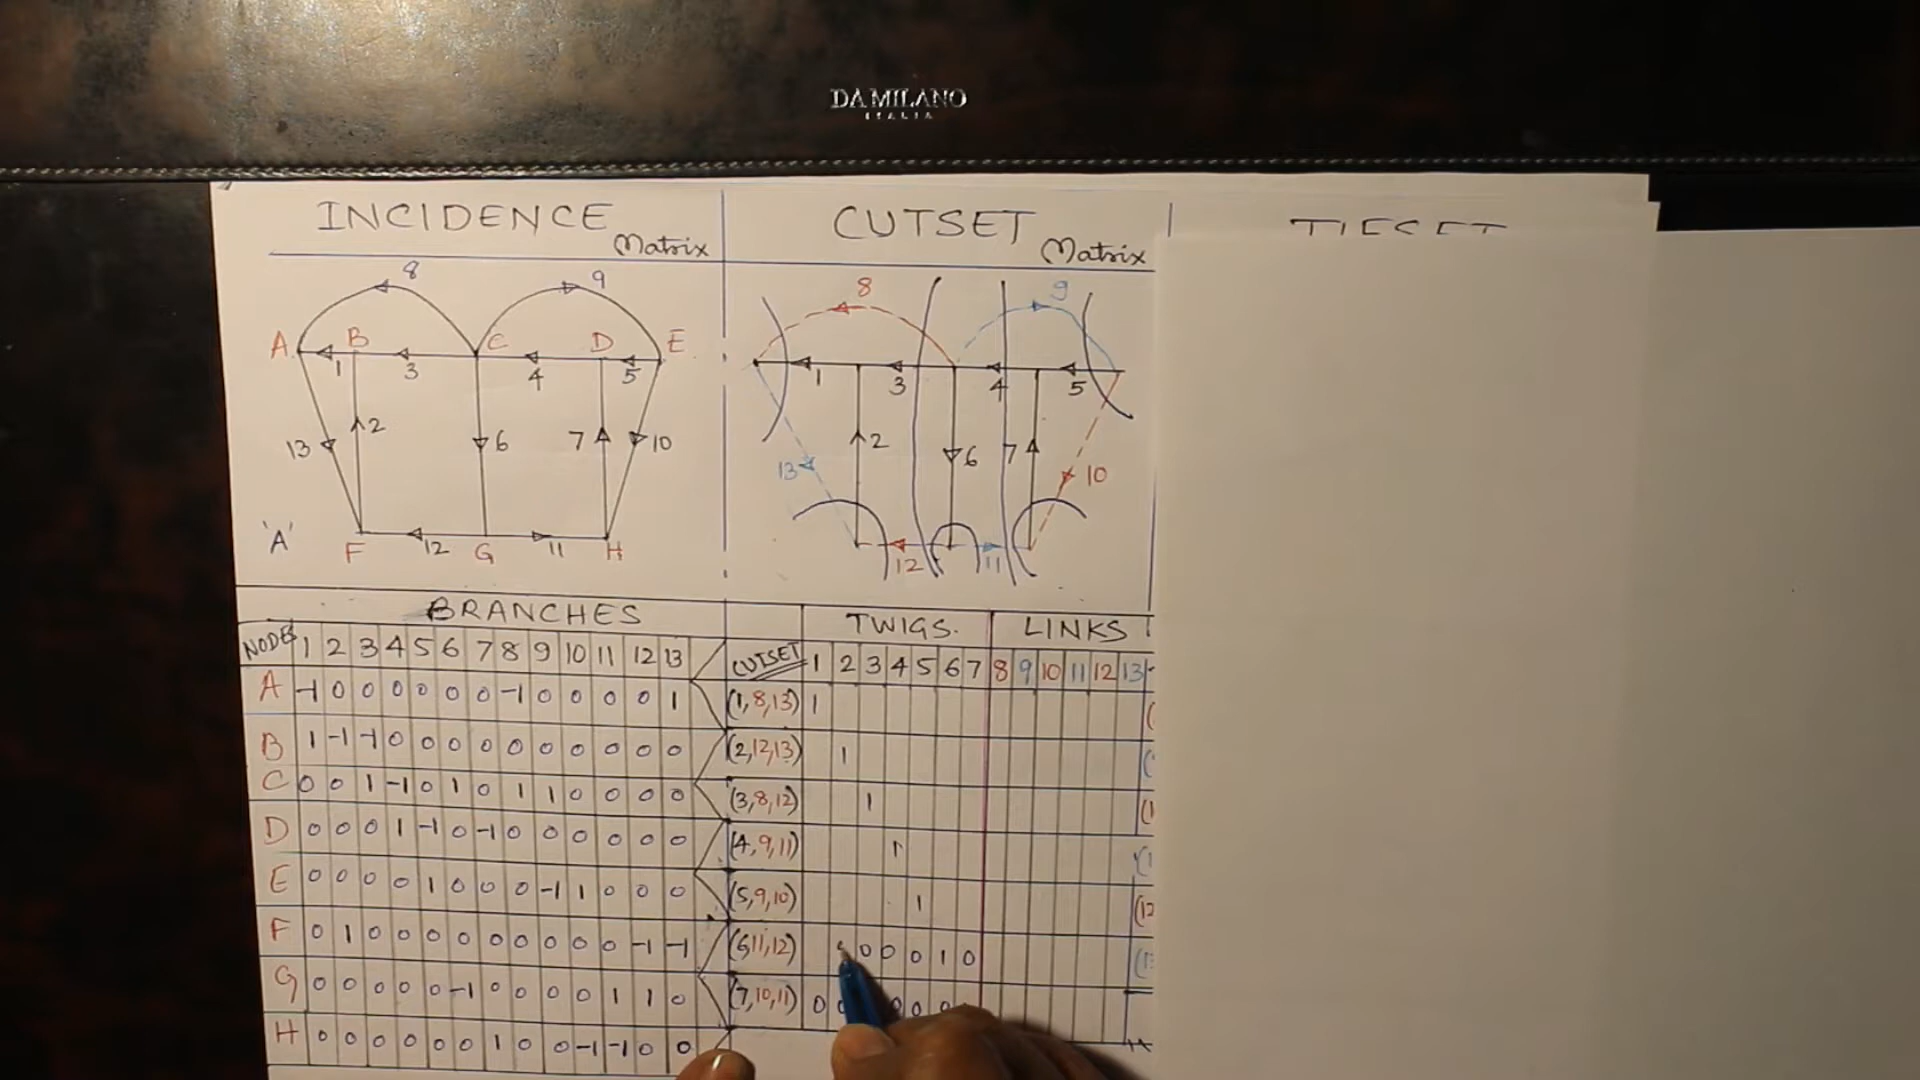 DA MILANO
ITALIA
INCIDENCE
Matrix
CUTSET
Matrix
8
9
A
B
C
D
E
1
3
4
5
13
2
6
7
10
'A'
F
12
G
11
H
8
9
1
3
4
5
2
6
7
13
10
12
11
BRANCHES
NODES 1 2 3 4 5 6 7 8 9 10 11 12 13
A -1 0 0 0 0 0 0 -1 0 0 0 0 1
B 1 -1 -1 0 0 0 0 0 0 0 0 0 0
C 0 0 1 -1 0 1 0 1 1 0 0 0 0
D 0 0 0 1 -1 0 -1 0 0 0 0 0 0
E 0 0 0 0 1 0 0 0 -1 1 0 0 0
F 0 1 0 0 0 0 0 0 0 0 0 -1 -1
G 0 0 0 0 0 -1 0 0 0 0 1 1 0
H 0 0 0 0 0 0 1 0 0 -1 -1 0 0
TWIGS. LINKS
CUTSET 1 2 3 4 5 6 7 8 9 10 11 12 13
(1,8,13) 1
(2,12,13) 1
(3,8,12) 1
(4,9,11) 1
(5,9,10) 1
(6,11,12) 0 0 0 1 0
(7,10,11) 0 0 0 0